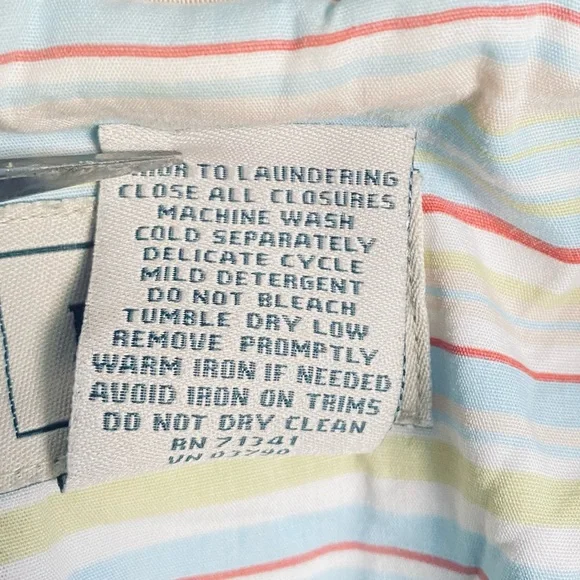 TO LAUNDERING
CLOSE ALL CLOSURES
MACHINE WASH
COLD SEPARATELY
DELICATE CYCLE
MILD DETERGENT
DO NOT BLEACH
TUMBLE DRY LOW
REMOVE PROMPTLY
WARM IRON IF NEEDED
AVOID IRON ON TRIMS
DO NOT DRY CLEAN
RN 71341
VN